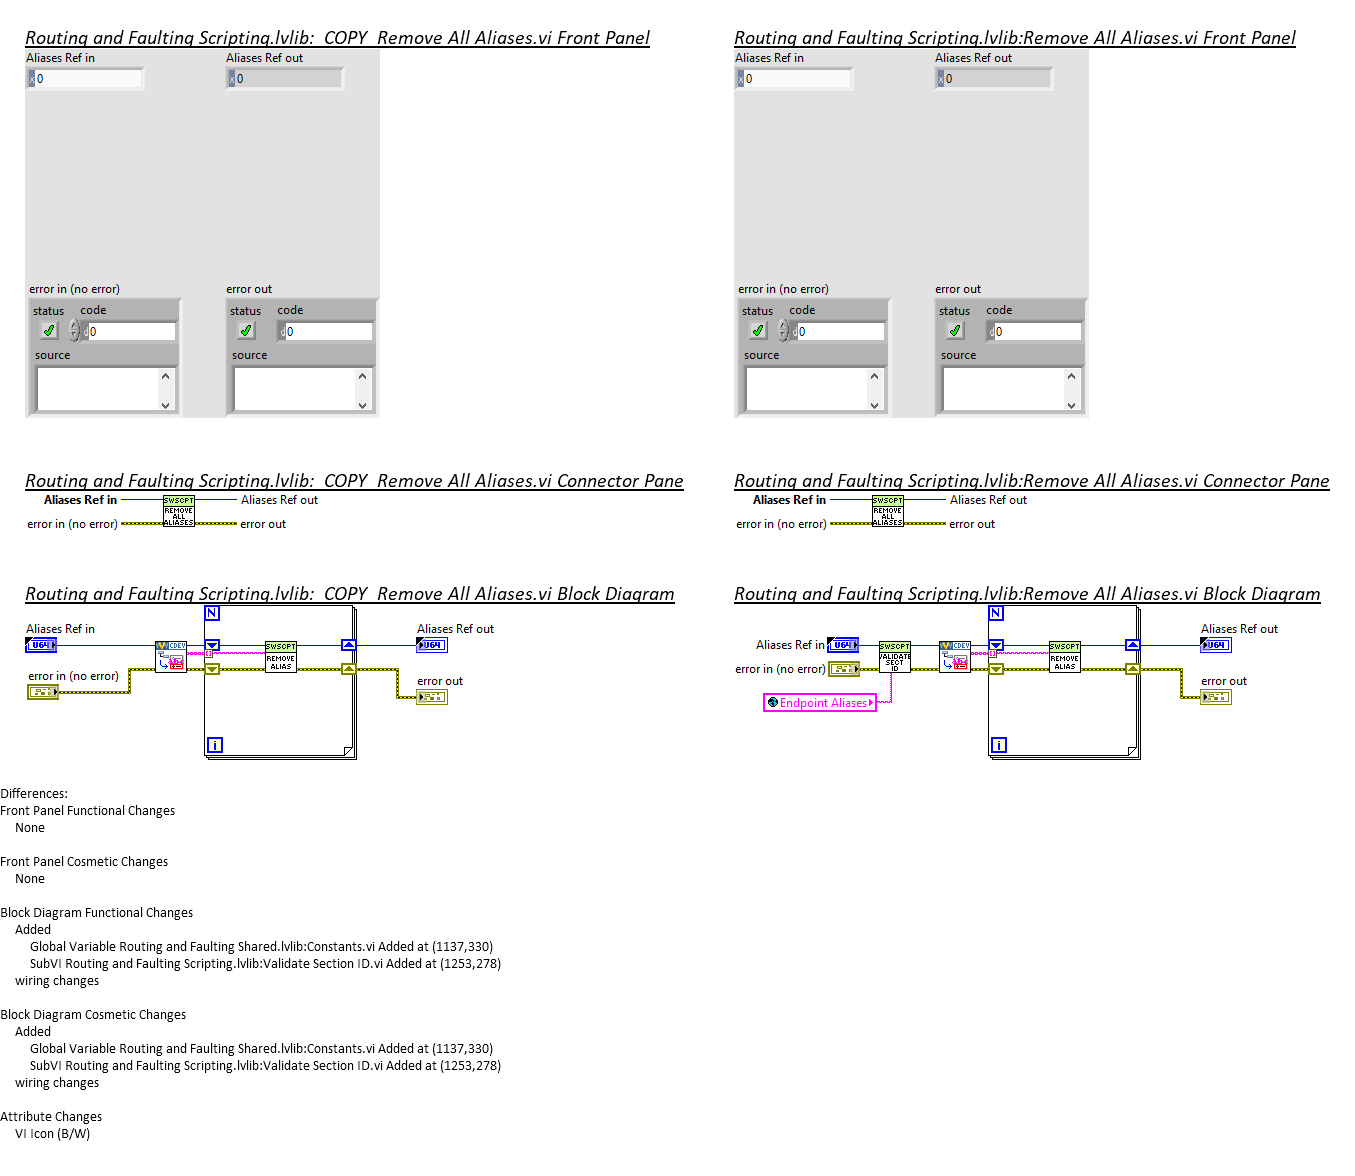 Routing and Faulting Scripting.lvlib:_COPY_Remove All Aliases.vi Front Panel
Aliases Ref in
Aliases Ref out
x 0
x 0
error in (no error)
error out
status
code
status
code
d 0
d 0
source
source
Routing and Faulting Scripting.lvlib:Remove All Aliases.vi Front Panel
Aliases Ref in
Aliases Ref out
x 0
x 0
error in (no error)
error out
status
code
status
code
d 0
d 0
source
source
Routing and Faulting Scripting.lvlib:_COPY_Remove All Aliases.vi Connector Pane
Aliases Ref in
SWSCPT
REMOVE
ALL
ALIASES
Aliases Ref out
error in (no error)
error out
Routing and Faulting Scripting.lvlib:Remove All Aliases.vi Connector Pane
Aliases Ref in
SWSCPT
REMOVE
ALL
ALIASES
Aliases Ref out
error in (no error)
error out
Routing and Faulting Scripting.lvlib:_COPY_Remove All Aliases.vi Block Diagram
N
Aliases Ref in
Aliases Ref out
U64
CDEV
SWSCPT
REMOVE
ALIAS
U64
error in (no error)
error out
i
Routing and Faulting Scripting.lvlib:Remove All Aliases.vi Block Diagram
N
Aliases Ref out
Aliases Ref in
U64
SWSCPT
VALIDATE
SECT
ID
CDEV
SWSCPT
REMOVE
ALIAS
U64
error in (no error)
error out
Endpoint Aliases
i
Differences:
Front Panel Functional Changes
None
Front Panel Cosmetic Changes
None
Block Diagram Functional Changes
Added
Global Variable Routing and Faulting Shared.lvlib:Constants.vi Added at (1137,330)
SubVI Routing and Faulting Scripting.lvlib:Validate Section ID.vi Added at (1253,278)
wiring changes
Block Diagram Cosmetic Changes
Added
Global Variable Routing and Faulting Shared.lvlib:Constants.vi Added at (1137,330)
SubVI Routing and Faulting Scripting.lvlib:Validate Section ID.vi Added at (1253,278)
wiring changes
Attribute Changes
VI Icon (B/W)